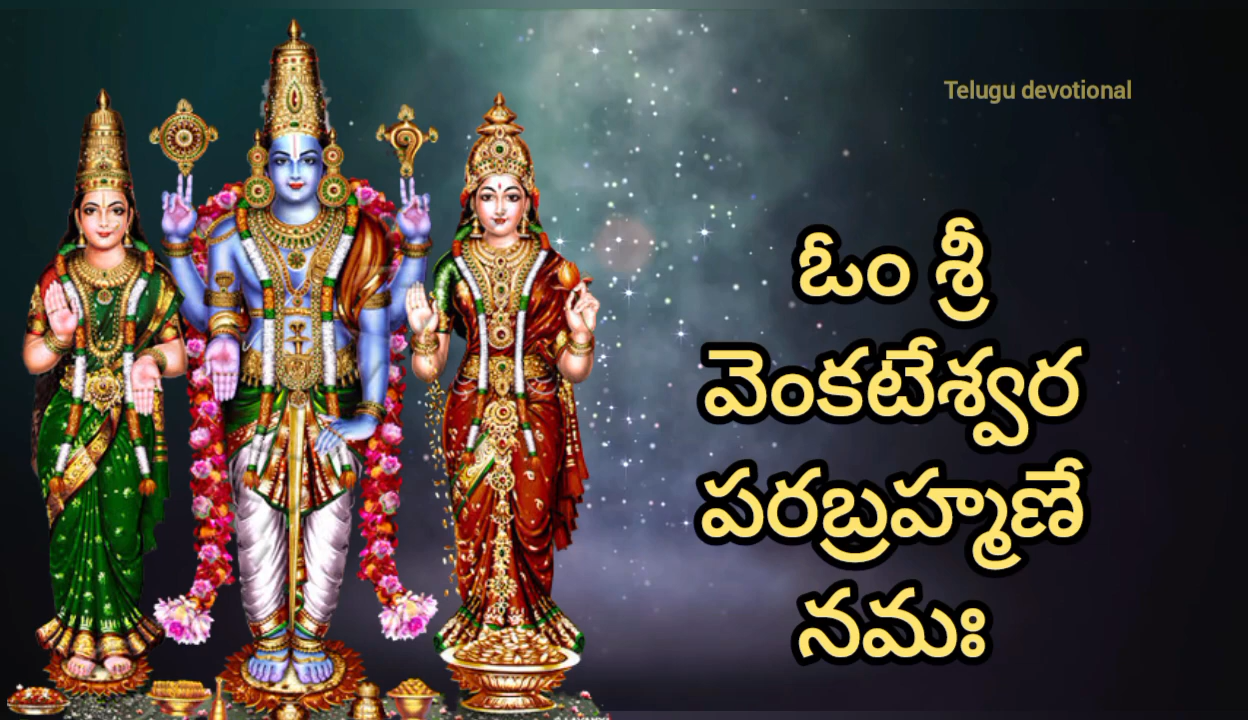 Telugu devotional
ఓం శ్రీ
వెంకటేశ్వర
పరబ్రహ్మణే
నమః